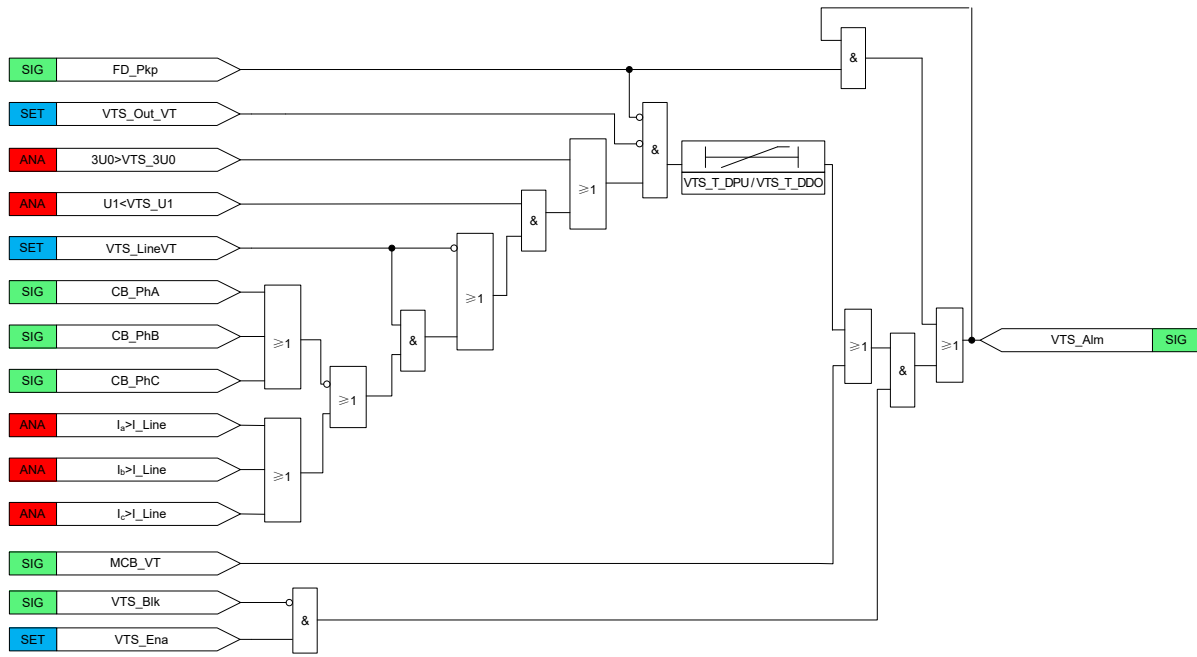 &
SIG FD_Pkp
SET VTS_Out_VT
&
ANA 3U0>VTS_3U0
VTS_T_DPU / VTS_T_DDO
≥1
ANA U1<VTS_U1
&
SET VTS_LineVT
≥1
SIG CB_PhA
SIG CB_PhB
≥1
&
≥1
&
≥1
VTS_Alm SIG
SIG CB_PhC
≥1
ANA Ia>I_Line
ANA Ib>I_Line
≥1
ANA Ic>I_Line
SIG MCB_VT
SIG VTS_Blk
&
SET VTS_Ena